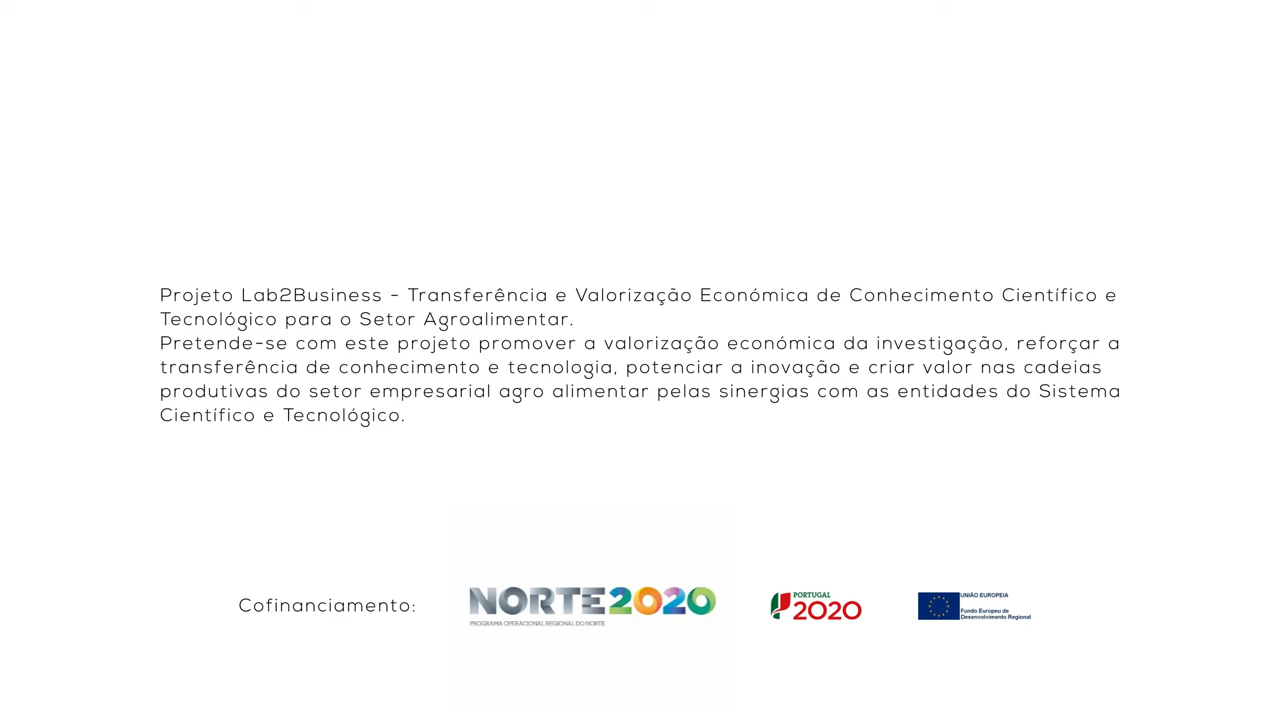 Projeto Lab2Business - Transferência e Valorização Económica de Conhecimento Científico e
Tecnológico para o Setor Agroalimentar.
Pretende-se com este projeto promover a valorização económica da investigação, reforçar a
transferência de conhecimento e tecnologia, potenciar a inovação e criar valor nas cadeias
produtivas do setor empresarial agro alimentar pelas sinergias com as entidades do Sistema
Científico e Tecnológico.
Cofinanciamento:
NORTE2020
PROGRAMA OPERACIONAL REGIONAL DO NORTE
PORTUGAL
2020
UNIÃO EUROPEIA
Fundo Europeu de
Desenvolvimento Regional